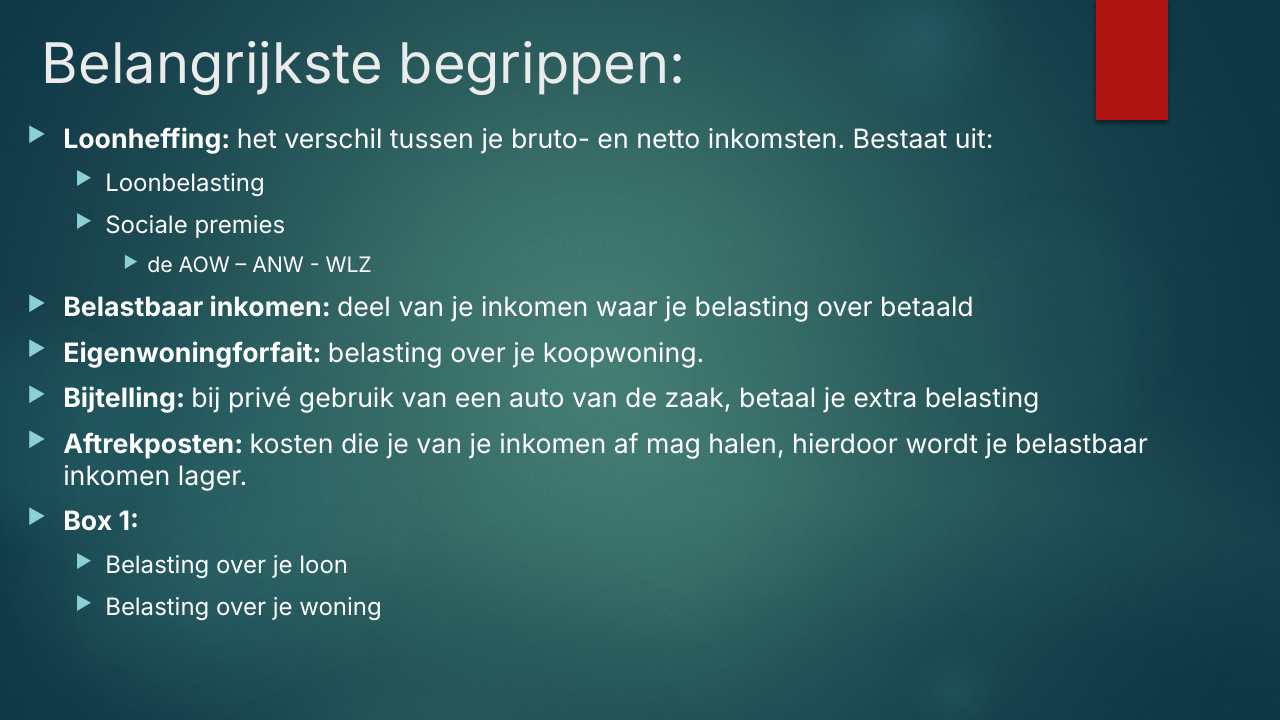 Belangrijkste begrippen:
Loonheffing: het verschil tussen je bruto- en netto inkomsten. Bestaat uit:
Loonbelasting
Sociale premies
de AOW – ANW - WLZ
Belastbaar inkomen: deel van je inkomen waar je belasting over betaald
Eigenwoningforfait: belasting over je koopwoning.
Bijtelling: bij privé gebruik van een auto van de zaak, betaal je extra belasting
Aftrekposten: kosten die je van je inkomen af mag halen, hierdoor wordt je belastbaar
inkomen lager.
Box 1:
Belasting over je loon
Belasting over je woning